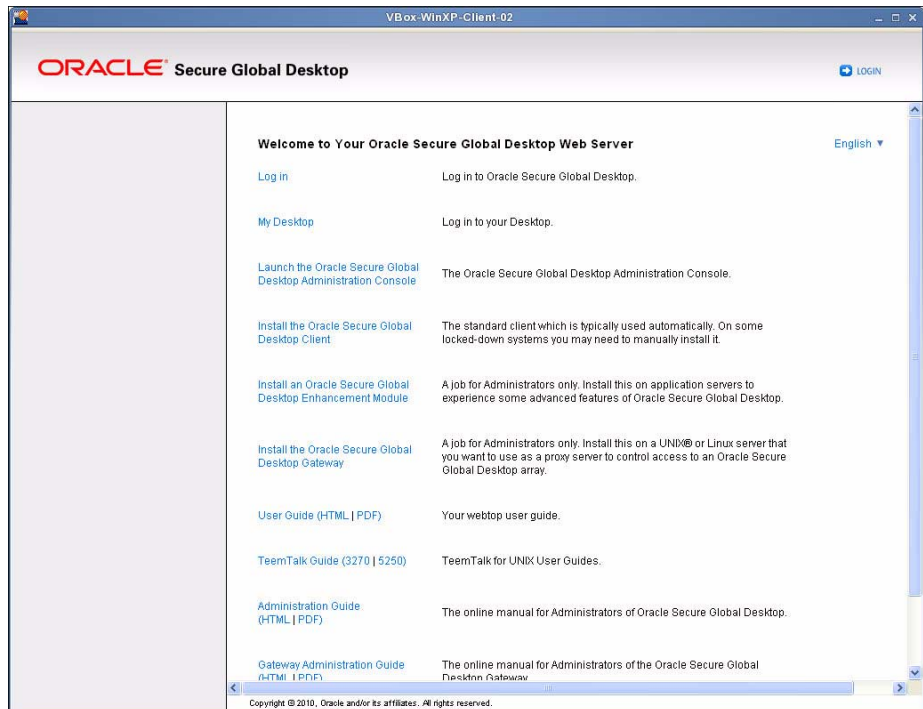 VBox-WinXP-Client-02
ORACLE Secure Global Desktop
LOGIN
Welcome to Your Oracle Secure Global Desktop Web Server
English
Log in
Log in to Oracle Secure Global Desktop.
My Desktop
Log in to your Desktop.
Launch the Oracle Secure Global
Desktop Administration Console
The Oracle Secure Global Desktop Administration Console.
Install the Oracle Secure Global
Desktop Client
The standard client which is typically used automatically. On some
locked-down systems you may need to manually install it.
Install an Oracle Secure Global
Desktop Enhancement Module
A job for Administrators only. Install this on application servers to
experience some advanced features of Oracle Secure Global Desktop.
Install the Oracle Secure Global
Desktop Gateway
A job for Administrators only. Install this on a UNIX® or Linux server that
you want to use as a proxy server to control access to an Oracle Secure
Global Desktop array.
User Guide (HTML | PDF)
Your webtop user guide.
TeemTalk Guide (3270 | 5250)
TeemTalk for UNIX User Guides.
Administration Guide
(HTML | PDF)
The online manual for Administrators of Oracle Secure Global Desktop.
Gateway Administration Guide
(HTML | PDF)
The online manual for Administrators of the Oracle Secure Global
Desktop Gateway
Copyright © 2010, Oracle and/or its affiliates. All rights reserved.